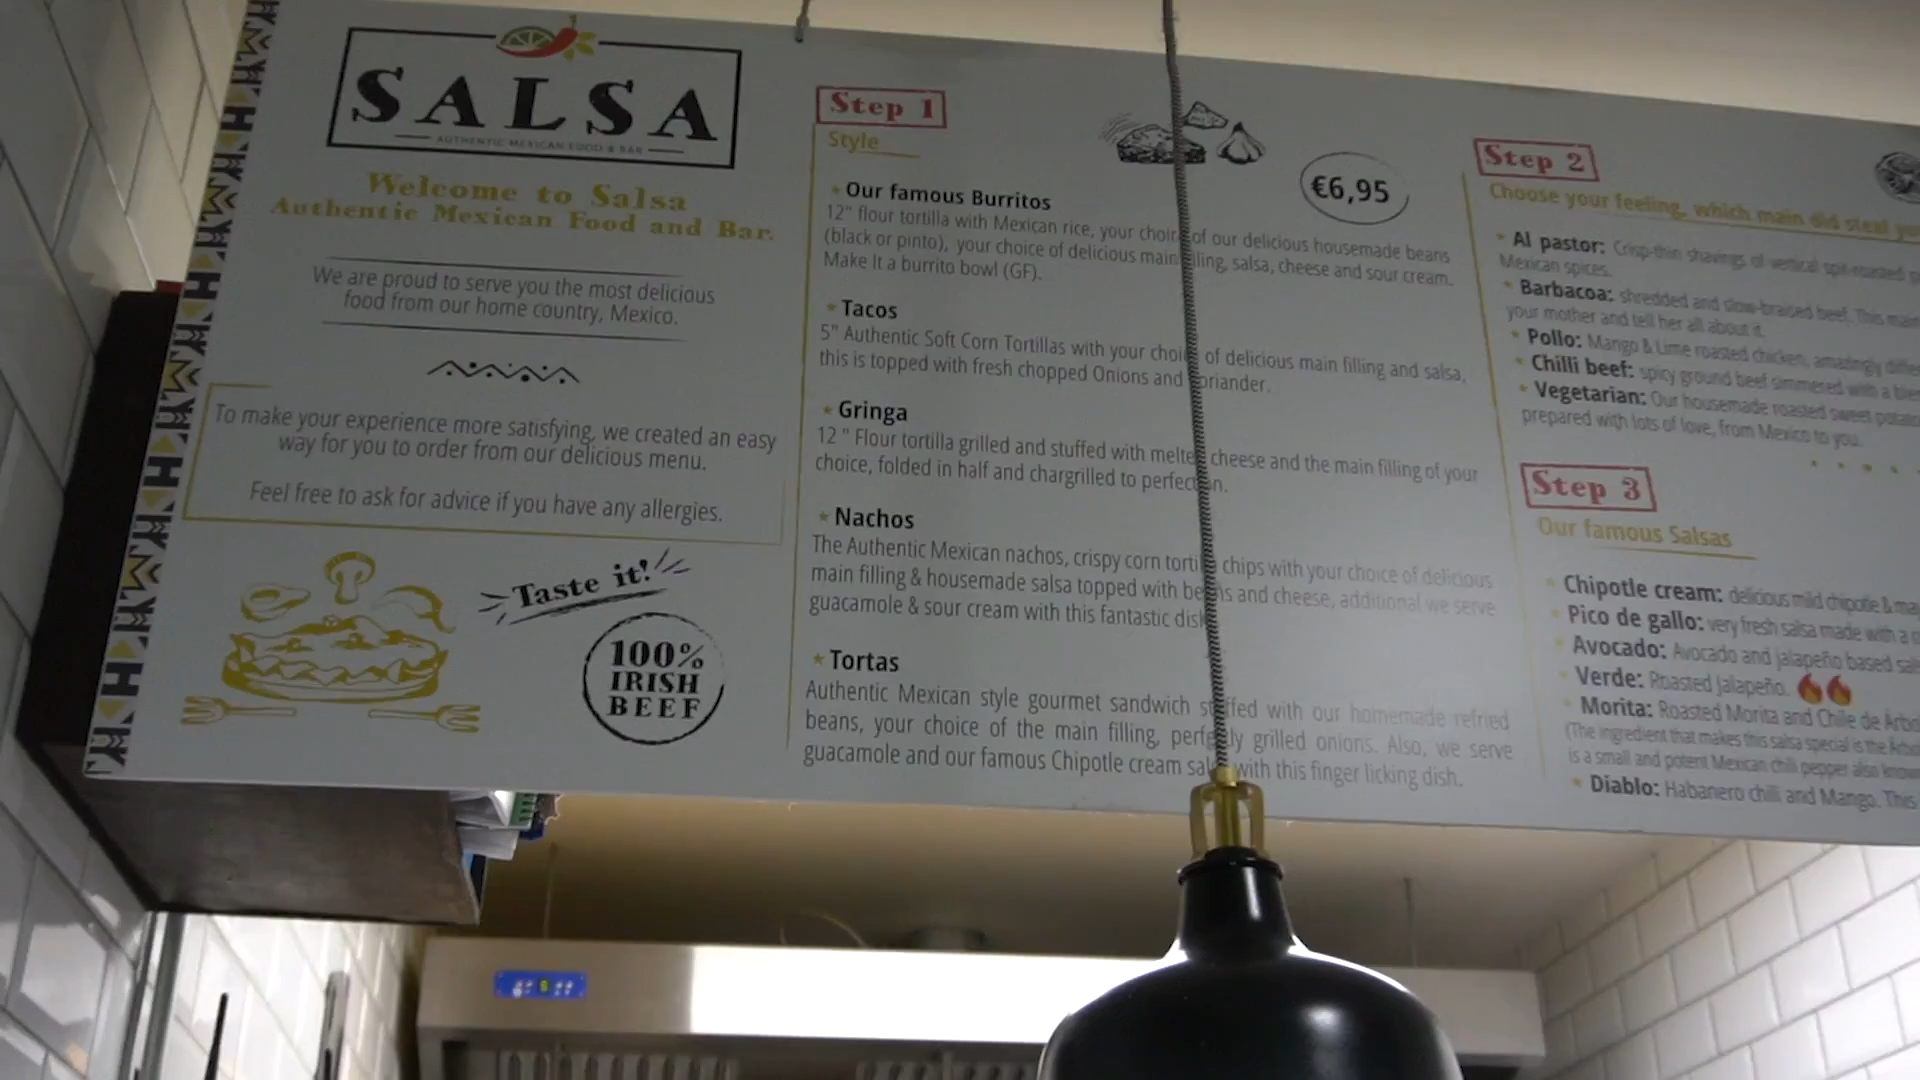 SALSA
AUTHENTIC MEXICAN FOOD & BAR
Welcome to Salsa
Authentic Mexican Food and Bar.
We are proud to serve you the most delicious
food from our home country, Mexico.
To make your experience more satisfying, we created an easy
way for you to order from our delicious menu.
Feel free to ask for advice if you have any allergies.
Taste it!
100%
IRISH
BEEF
Step 1
Style
€6,95
Our famous Burritos
12" flour tortilla with Mexican rice, your choice of our delicious housemade beans
(black or pinto), your choice of delicious main filling, salsa, cheese and sour cream.
Make It a burrito bowl (GF).
Tacos
5" Authentic Soft Corn Tortillas with your choice of delicious main filling and salsa,
this is topped with fresh chopped Onions and Coriander.
Gringa
12 " Flour tortilla grilled and stuffed with melted cheese and the main filling of your
choice, folded in half and chargrilled to perfection.
Nachos
The Authentic Mexican nachos, crispy corn tortilla chips with your choice of delicious
main filling & housemade salsa topped with beans and cheese, additional we serve
guacamole & sour cream with this fantastic dish
Tortas
Authentic Mexican style gourmet sandwich stuffed with our homemade refried
beans, your choice of the main filling, perfectly grilled onions. Also, we serve
guacamole and our famous Chipotle cream salsa with this finger licking dish.
Step 2
Choose your feeling, which main did steal
Al pastor: Crisp-thin shavings of vertical spit-roasted
Mexican spices.
Barbacoa: shredded and slow-braised beef. This main
your mother and tell her all about it.
Pollo: Mango & Lime roasted chicken, amazingly
Chilli beef: spicy ground beef simmered with a
Vegetarian: Our housemade roasted sweet
prepared with lots of love, from Mexico to you.
Step 3
Our famous Salsas
Chipotle cream: delicious mild chipotle &
Pico de gallo: very fresh salsa made with a
Avocado: Avocado and jalapeño based
Verde: Roasted Jalapeño.
Morita: Roasted Morita and Chile de
(The ingredient that makes this salsa special is the
is a small and potent Mexican chilli pepper also
Diablo: Habanero chilli and Mango. This